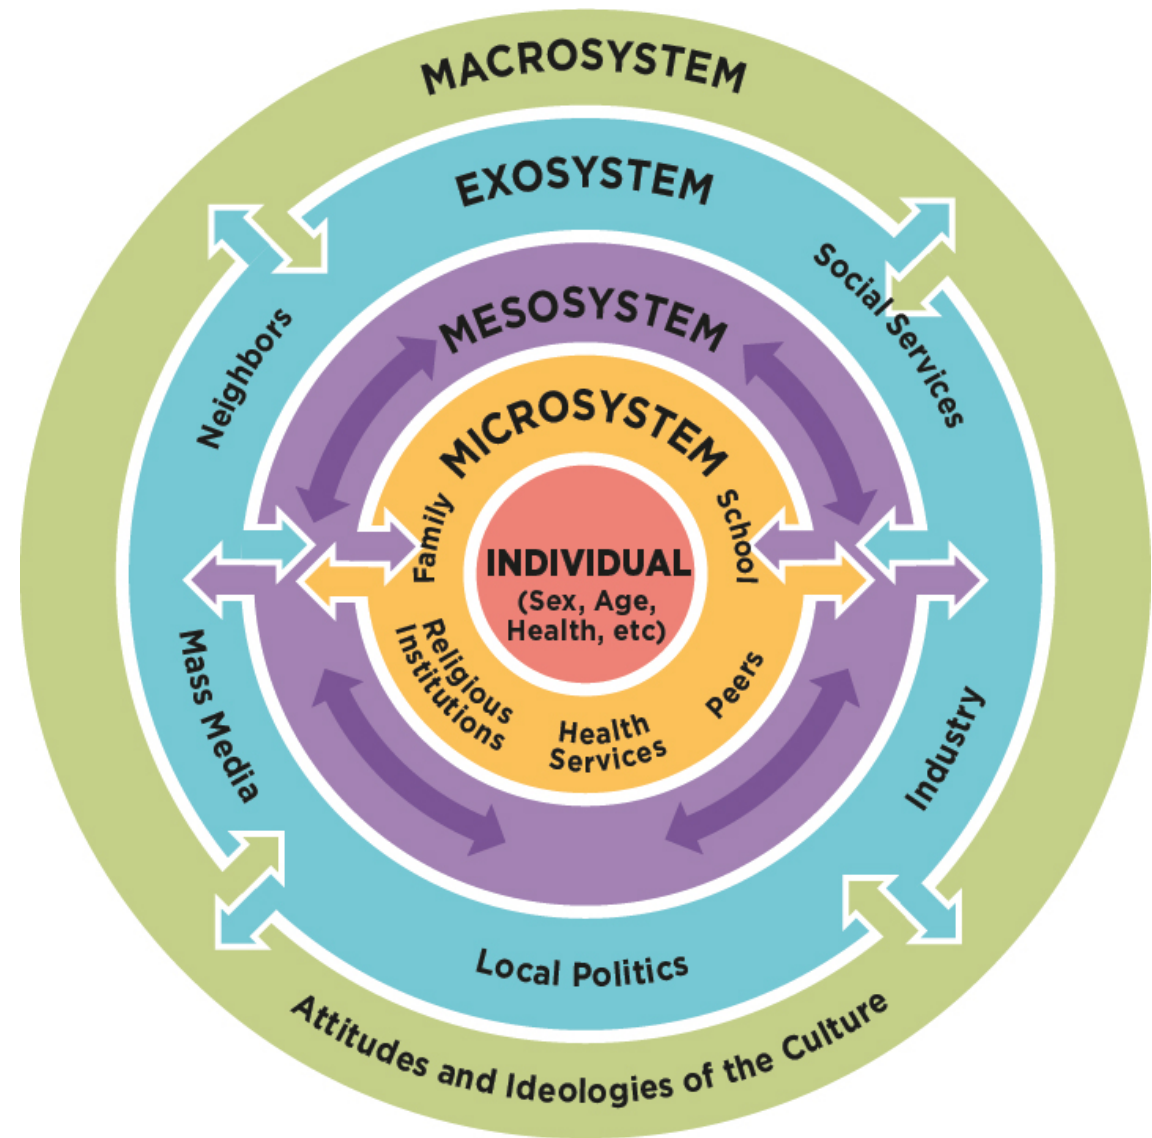 MACROSYSTEM
EXOSYSTEM
Social Services
Neighbors
MESOSYSTEM
MICROSYSTEM
Family
School
INDIVIDUAL
(Sex, Age,
Health, etc)
Religious
Institutions
Health
Services
Peers
Mass Media
Industry
Local Politics
Attitudes and Ideologies of the Culture